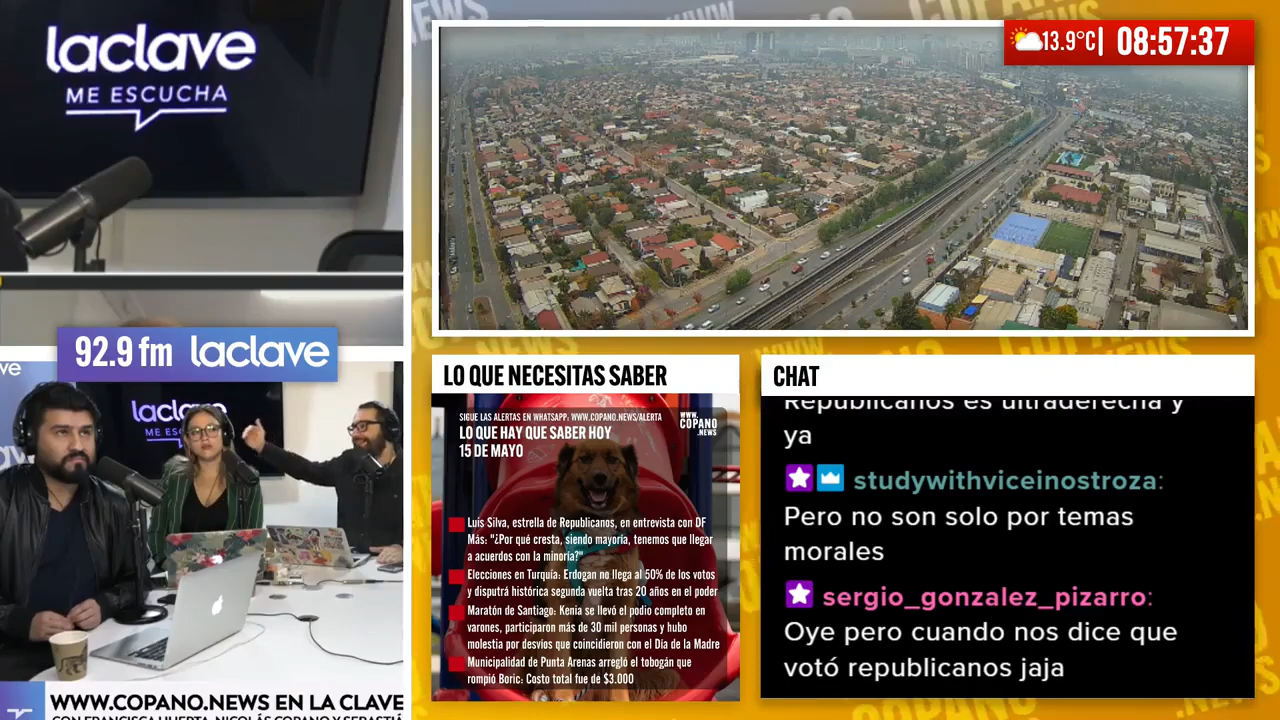 laclave
ME ESCUCHA
92.9 fm laclave
laclave
WWW.COPANO.NEWS EN LA CLAVE
CON FRANCISCA HUERTA, NICOLÁS COPANO Y SEBASTIÁ
13.9°C| 08:57:37
LO QUE NECESITAS SABER
SIGUE LAS ALERTAS EN WHATSAPP: WWW.COPANO.NEWS/ALERTA
LO QUE HAY QUE SABER HOY
15 DE MAYO
WWW.
COPANO
.NEWS
Luis Silva, estrella de Republicanos, en entrevista con DF
Más: "¿Por qué cresta, siendo mayoría, tenemos que llegar
a acuerdos con la minoría?"
Elecciones en Turquía: Erdogan no llega al 50% de los votos
y disputrá histórica segunda vuelta tras 20 años en el poder
Maratón de Santiago: Kenia se llevó el podio completo en
varones, participaron más de 30 mil personas y hubo
molestia por desvíos que coincidieron con el Día de la Madre
Municipalidad de Punta Arenas arregló el tobogán que
rompió Boric: Costo total fue de $3.000
CHAT
Republicanos es ultraderecha y
ya
studywithviceinostroza:
Pero no son solo por temas
morales
sergio_gonzalez_pizarro:
Oye pero cuando nos dice que
votó republicanos jaja